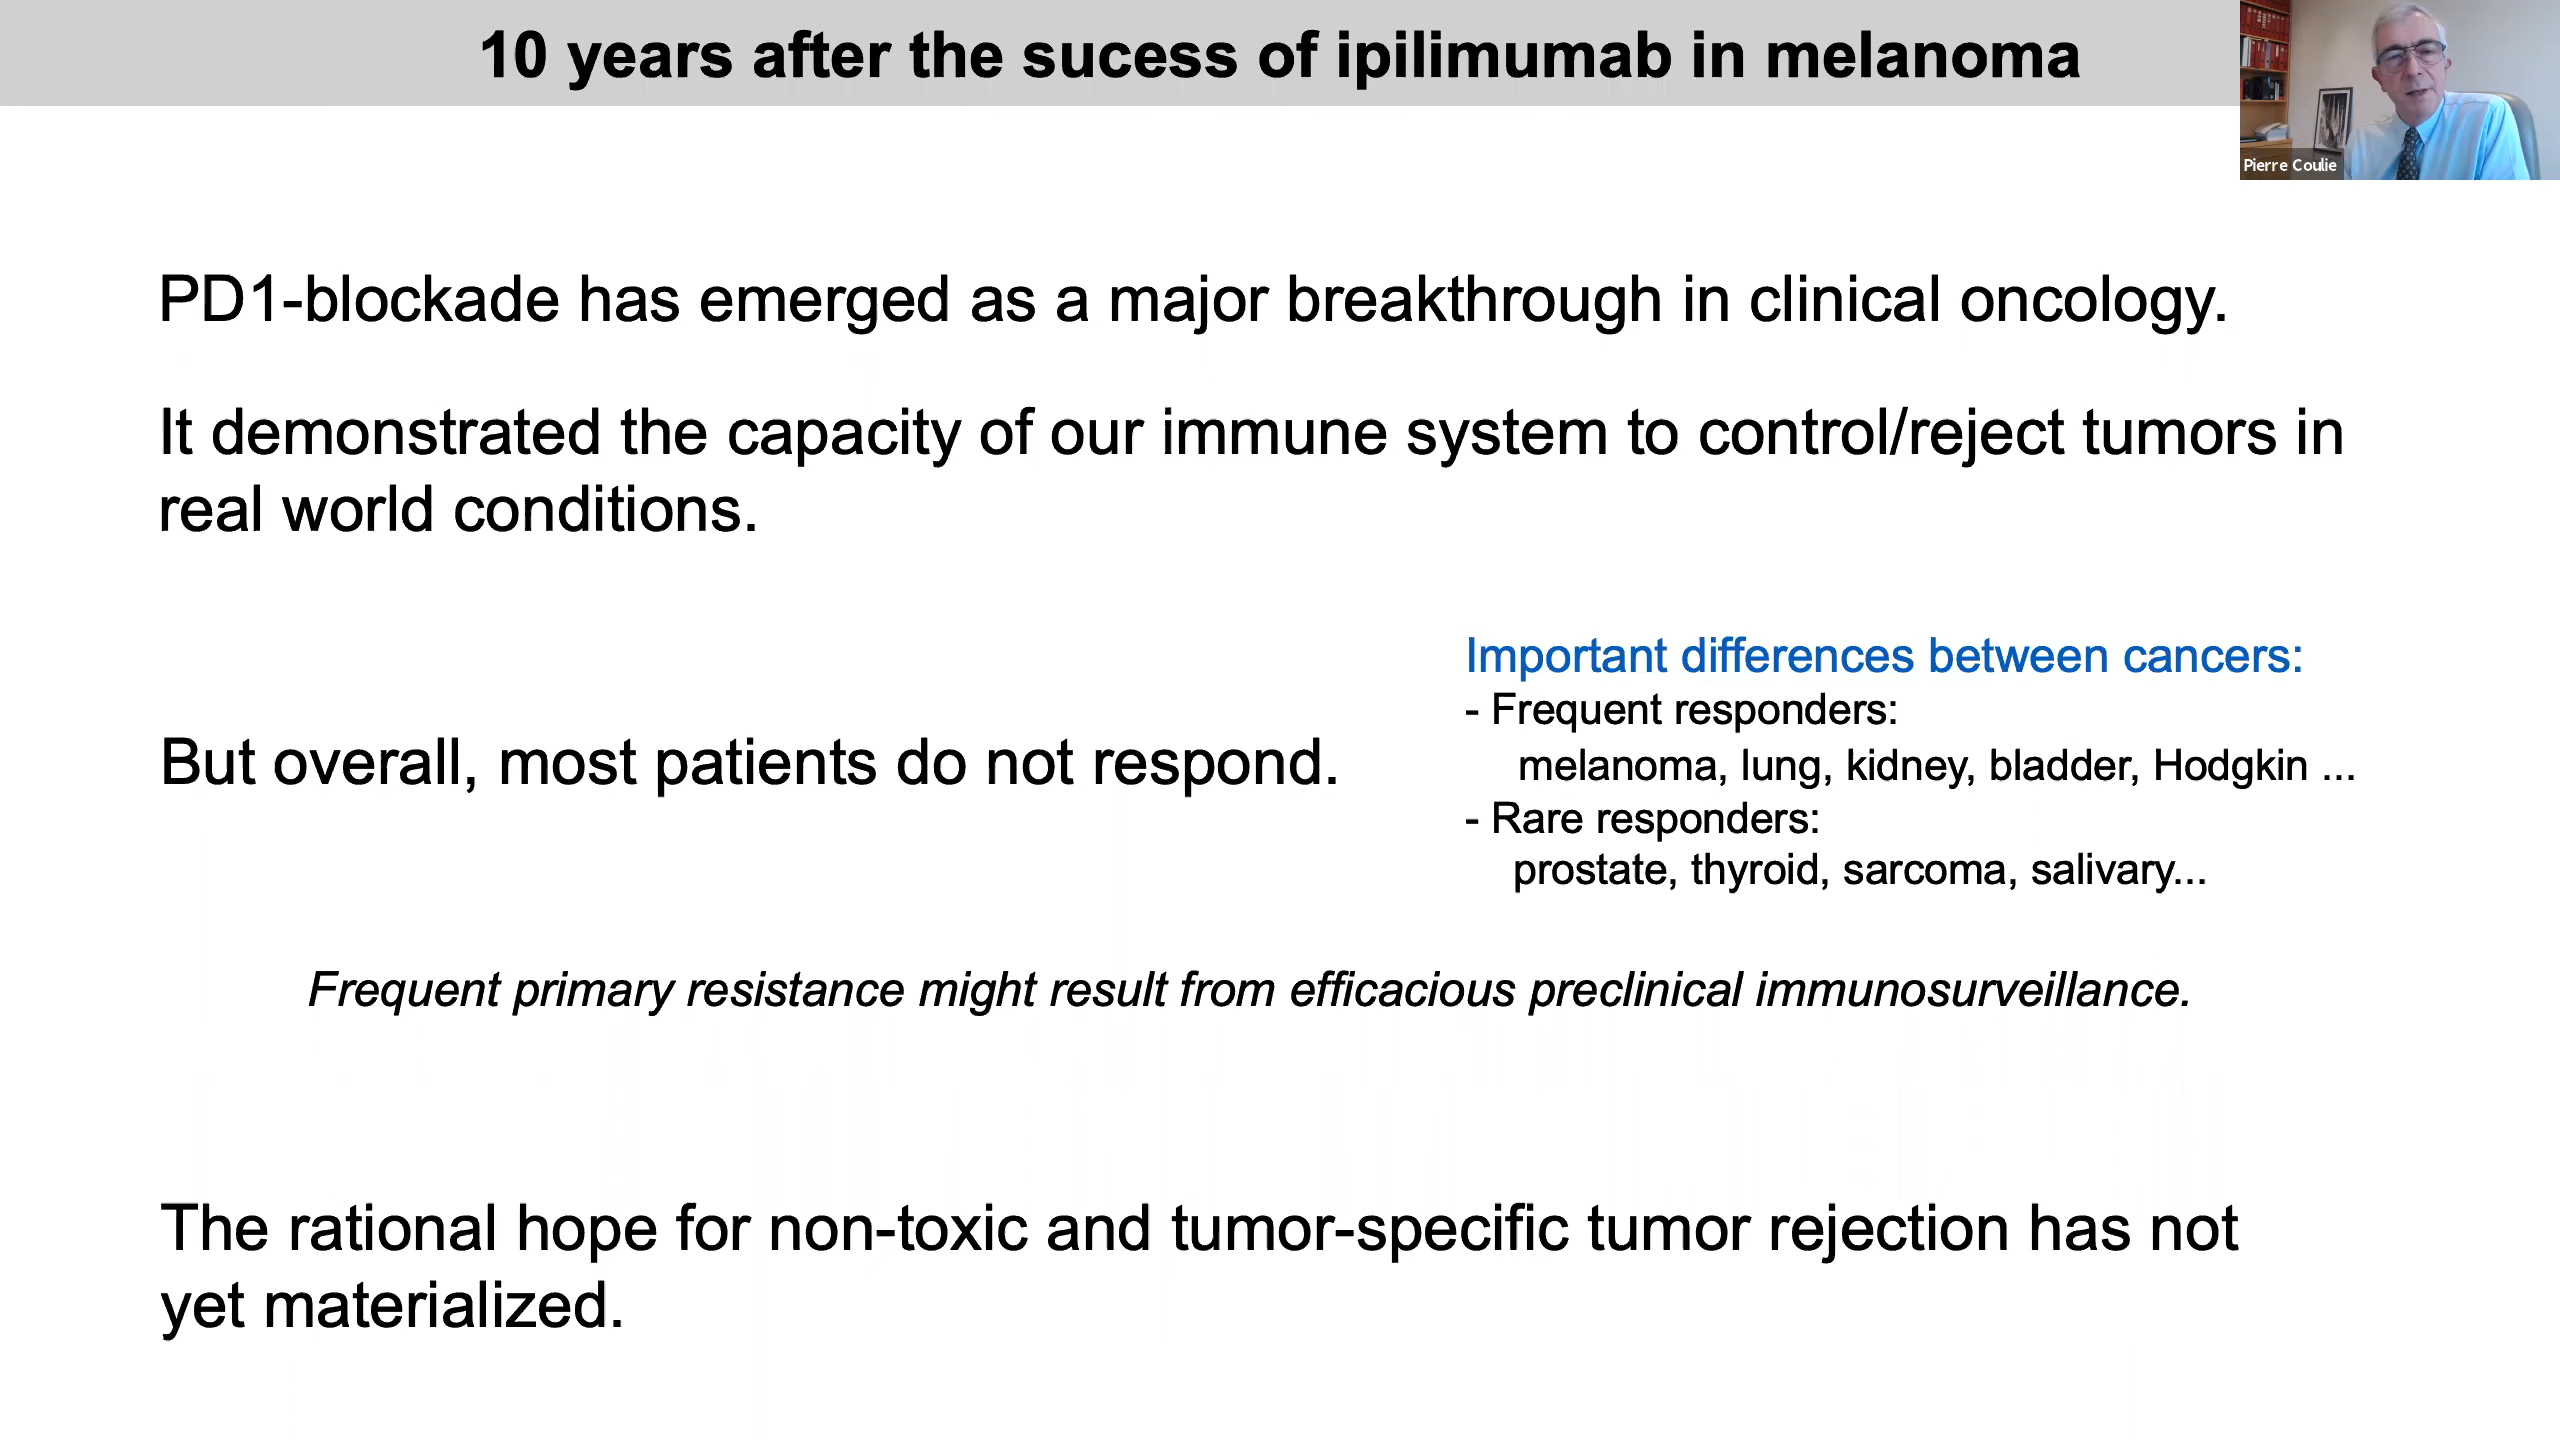 10 years after the sucess of ipilimumab in melanoma
Pierre Coulie
PD1-blockade has emerged as a major breakthrough in clinical oncology.
It demonstrated the capacity of our immune system to control/reject tumors in
real world conditions.
But overall, most patients do not respond.
Important differences between cancers:
- Frequent responders:
melanoma, lung, kidney, bladder, Hodgkin ...
- Rare responders:
prostate, thyroid, sarcoma, salivary...
Frequent primary resistance might result from efficacious preclinical immunosurveillance.
The rational hope for non-toxic and tumor-specific tumor rejection has not
yet materialized.